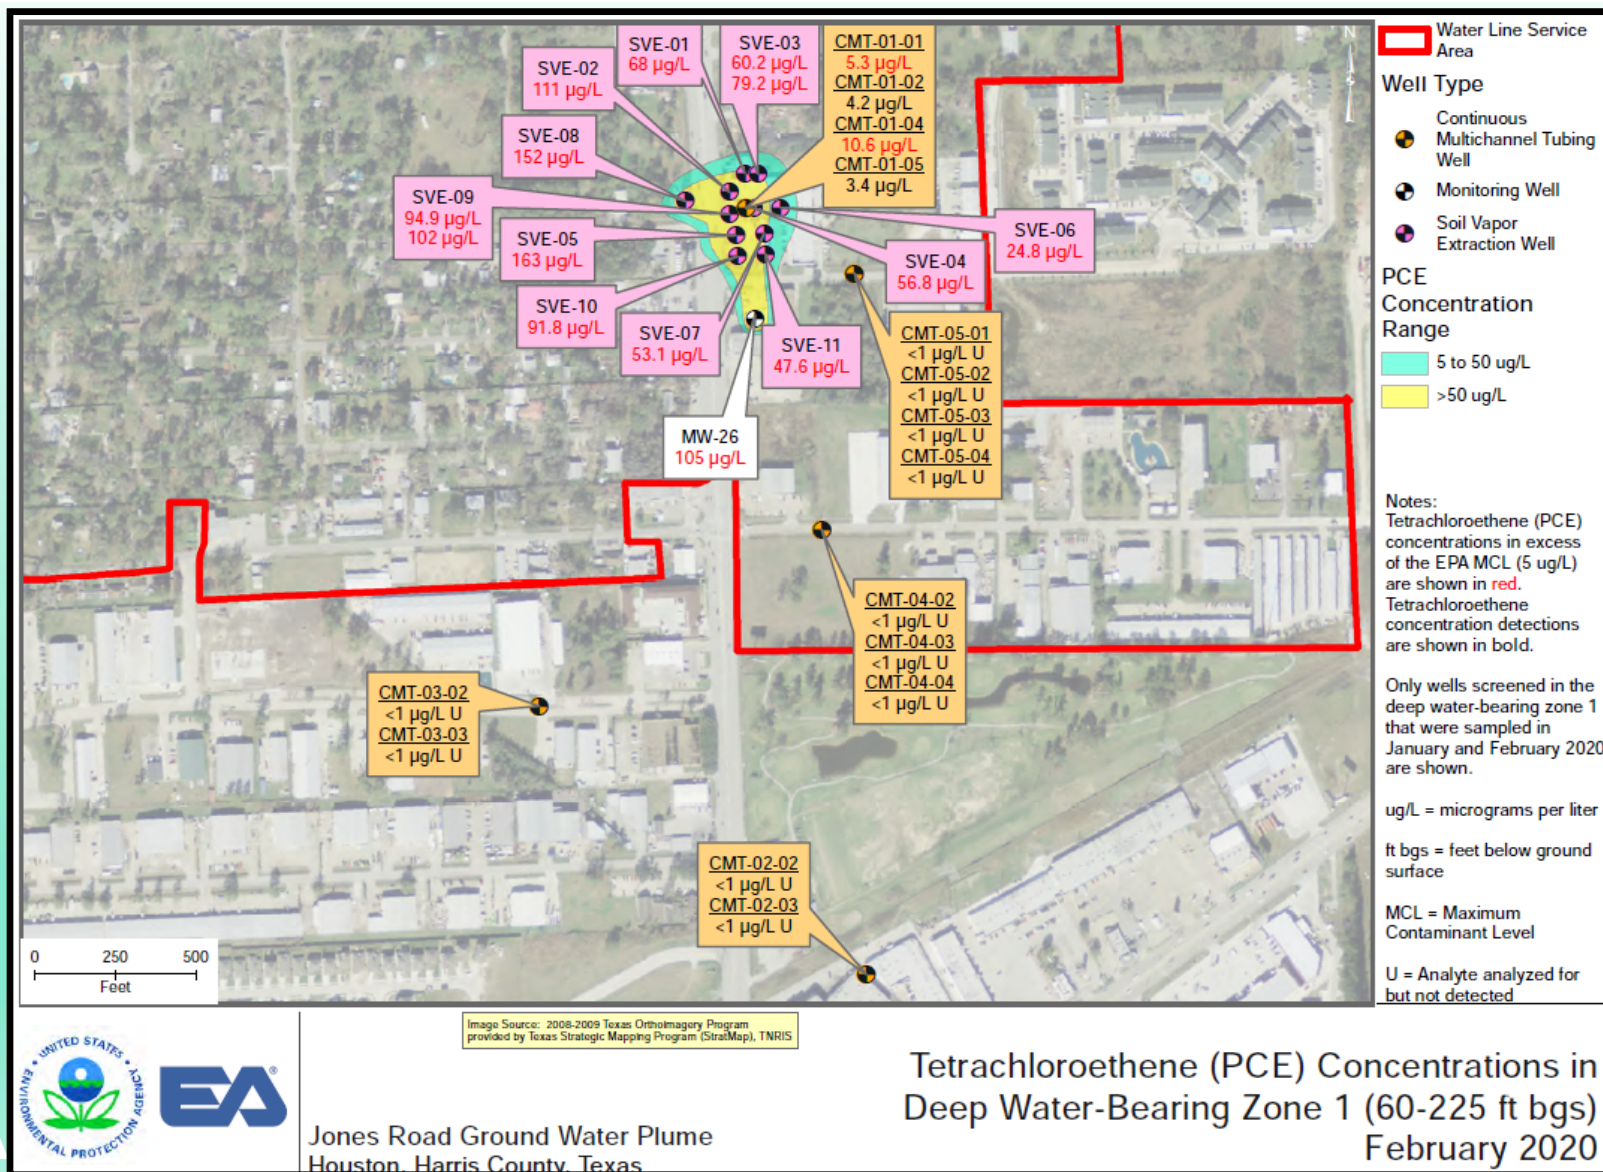 SVE-01
68 µg/L
SVE-03
60.2 µg/L
79.2 µg/L
CMT-01-01
5.3 µg/L
CMT-01-02
4.2 µg/L
CMT-01-04
10.6 µg/L
CMT-01-05
3.4 µg/L
SVE-02
111 µg/L
SVE-08
152 µg/L
SVE-09
94.9 µg/L
102 µg/L
SVE-05
163 µg/L
SVE-06
24.8 µg/L
SVE-04
56.8 µg/L
SVE-10
91.8 µg/L
SVE-07
53.1 µg/L
SVE-11
47.6 µg/L
CMT-05-01
<1 µg/L U
CMT-05-02
<1 µg/L U
CMT-05-03
<1 µg/L U
CMT-05-04
<1 µg/L U
MW-26
105 µg/L
CMT-04-02
<1 µg/L U
CMT-04-03
<1 µg/L U
CMT-04-04
<1 µg/L U
CMT-03-02
<1 µg/L U
CMT-03-03
<1 µg/L U
CMT-02-02
<1 µg/L U
CMT-02-03
<1 µg/L U
N
0 250 500
Feet
Water Line Service
Area
Well Type
Continuous
Multichannel Tubing
Well
Monitoring Well
Soil Vapor
Extraction Well
PCE
Concentration
Range
5 to 50 ug/L
>50 ug/L
Notes:
Tetrachloroethene (PCE)
concentrations in excess
of the EPA MCL (5 ug/L)
are shown in red.
Tetrachloroethene
concentration detections
are shown in bold.
Only wells screened in the
deep water-bearing zone 1
that were sampled in
January and February 2020
are shown.
ug/L = micrograms per liter
ft bgs = feet below ground
surface
MCL = Maximum
Contaminant Level
U = Analyte analyzed for
but not detected
Image Source: 2008-2009 Texas Orthoimagery Program
provided by Texas Strategic Mapping Program (StratMap), TNRIS
UNITED STATES
ENVIRONMENTAL PROTECTION AGENCY
EA®
Jones Road Ground Water Plume
Houston, Harris County, Texas
Tetrachloroethene (PCE) Concentrations in
Deep Water-Bearing Zone 1 (60-225 ft bgs)
February 2020